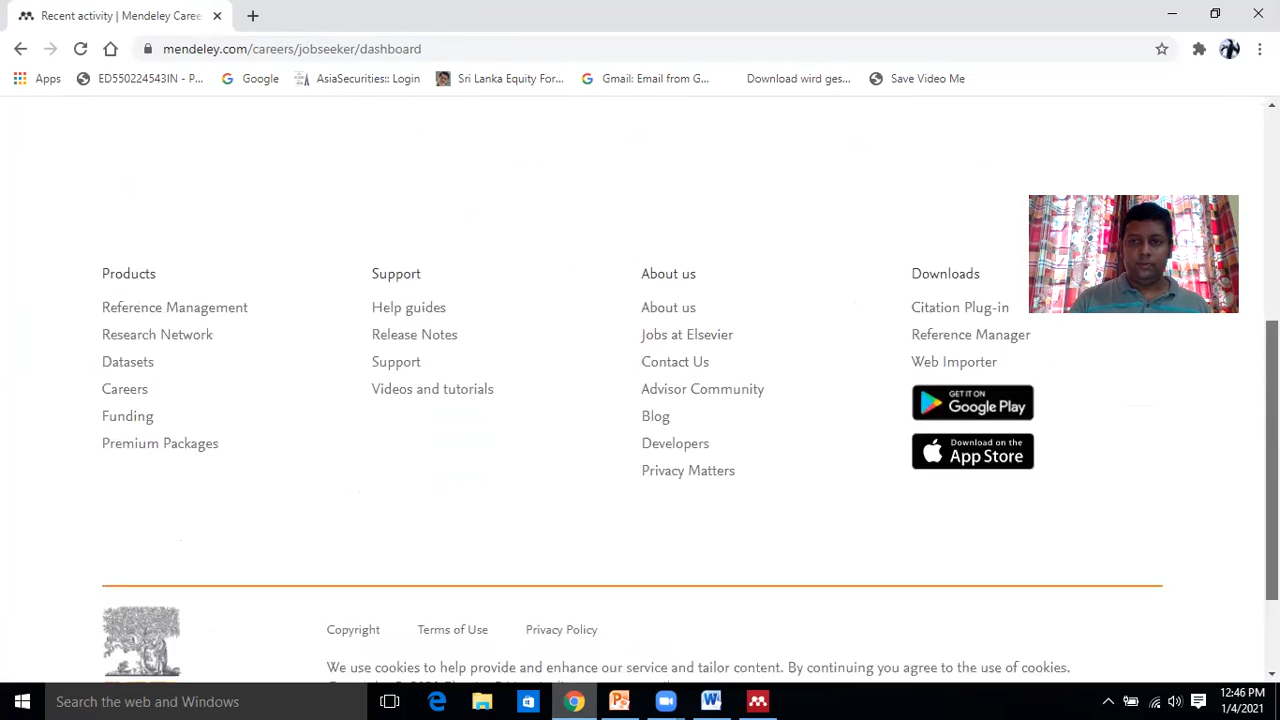 Recent activity | Mendeley Caree
mendeley.com/careers/jobseeker/dashboard
Apps
ED550224543IN - P...
Google
AsiaSecurities:: Login
Sri Lanka Equity For...
Gmail: Email from G...
Download wird ges...
Save Video Me
Products
Reference Management
Research Network
Datasets
Careers
Funding
Premium Packages
Support
Help guides
Release Notes
Support
Videos and tutorials
About us
About us
Jobs at Elsevier
Contact Us
Advisor Community
Blog
Developers
Privacy Matters
Downloads
Citation Plug-in
Reference Manager
Web Importer
GET IT ON
Google Play
Download on the
App Store
Copyright Terms of Use Privacy Policy
We use cookies to help provide and enhance our service and tailor content. By continuing you agree to the use of cookies.
Search the web and Windows
12:46 PM
1/4/2021